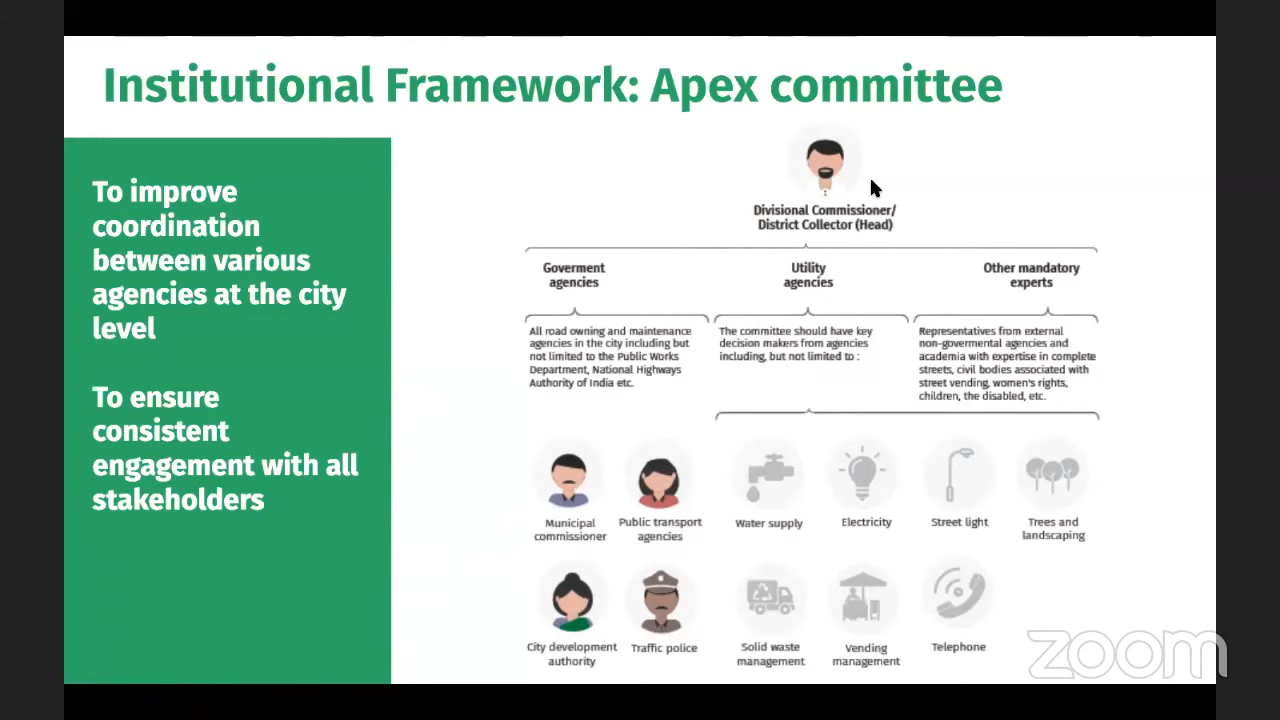 Institutional Framework: Apex committee
To improve
coordination
between various
agencies at the city
level
To ensure
consistent
engagement with all
stakeholders
Divisional Commissioner/
District Collector (Head)
Goverment
agencies
All road owning and maintenance
agencies in the city including but
not limited to the Public Works
Department, National Highways
Authority of India etc.
Utility
agencies
The committee should have key
decision makers from agencies
including, but not limited to :
Other mandatory
experts
Representatives from external
non-govermental agencies and
academia with expertise in complete
streets, civil bodies associated with
street vending, women's rights,
children, the disabled, etc.
Municipal
commissioner
Public transport
agencies
Water supply
Electricity
Street light
Trees and
landscaping
City development
authority
Traffic police
Solid waste
management
Vending
management
Telephone
zoom